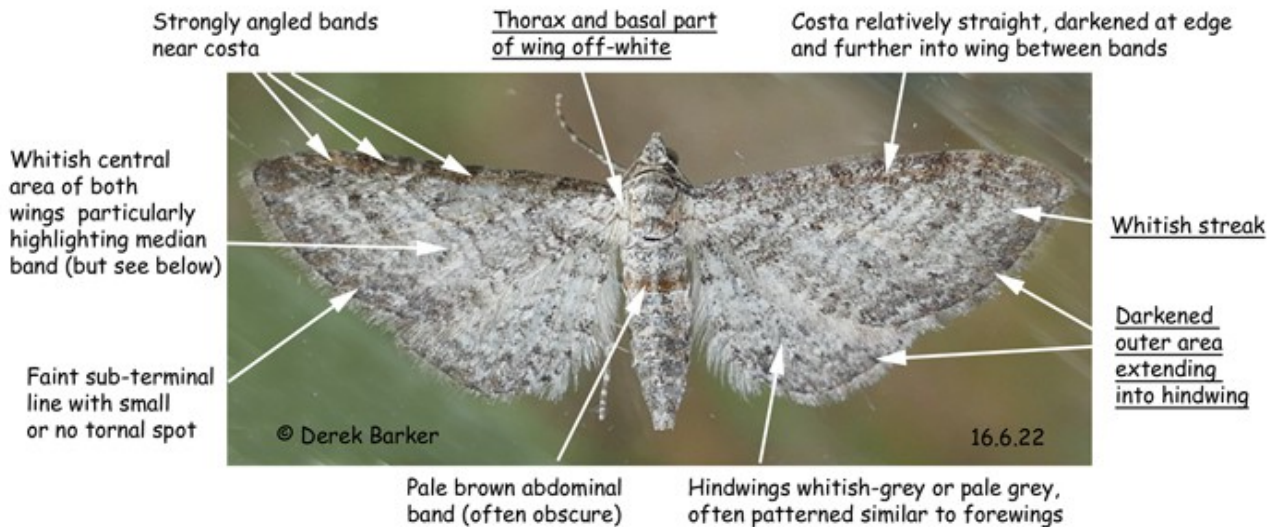 Strongly angled bands
near costa
Thorax and basal part
of wing off-white
Costa relatively straight, darkened at edge
and further into wing between bands
Whitish central
area of both
wings particularly
highlighting median
band (but see below)
Whitish streak
Darkened
outer area
extending
into hindwing
Faint sub-terminal
line with small
or no tornal spot
© Derek Barker
16.6.22
Pale brown abdominal
band (often obscure)
Hindwings whitish-grey or pale grey,
often patterned similar to forewings